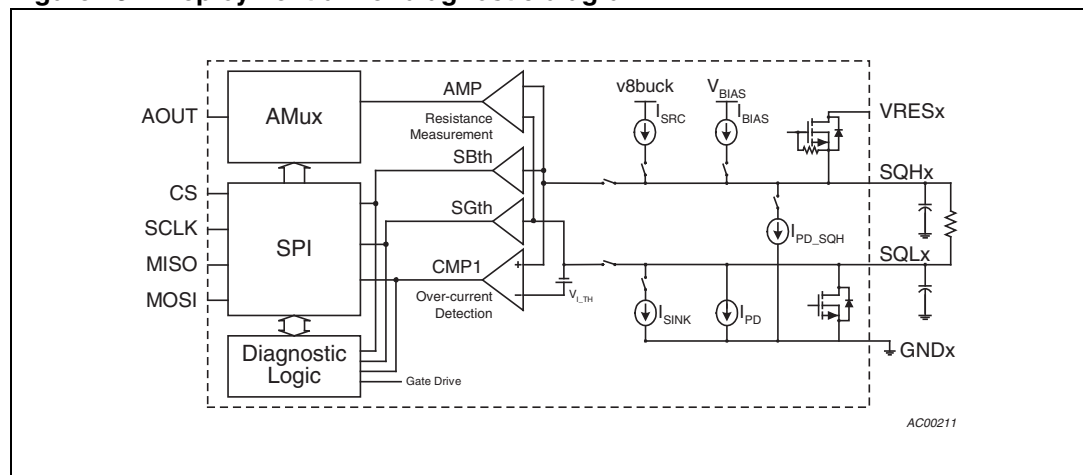 AOUT
AMux
AMP
Resistance
Measurement
SBth
SGth
CMP1
Over-current
Detection
+
−
V_I_TH
v8buck
I_SRC
V_BIAS
I_BIAS
VRESx
SQHx
I_PD_SQH
SQLx
I_SINK
I_PD
GNDx
CS
SCLK
MISO
MOSI
SPI
Diagnostic
Logic
Gate Drive
AC00211